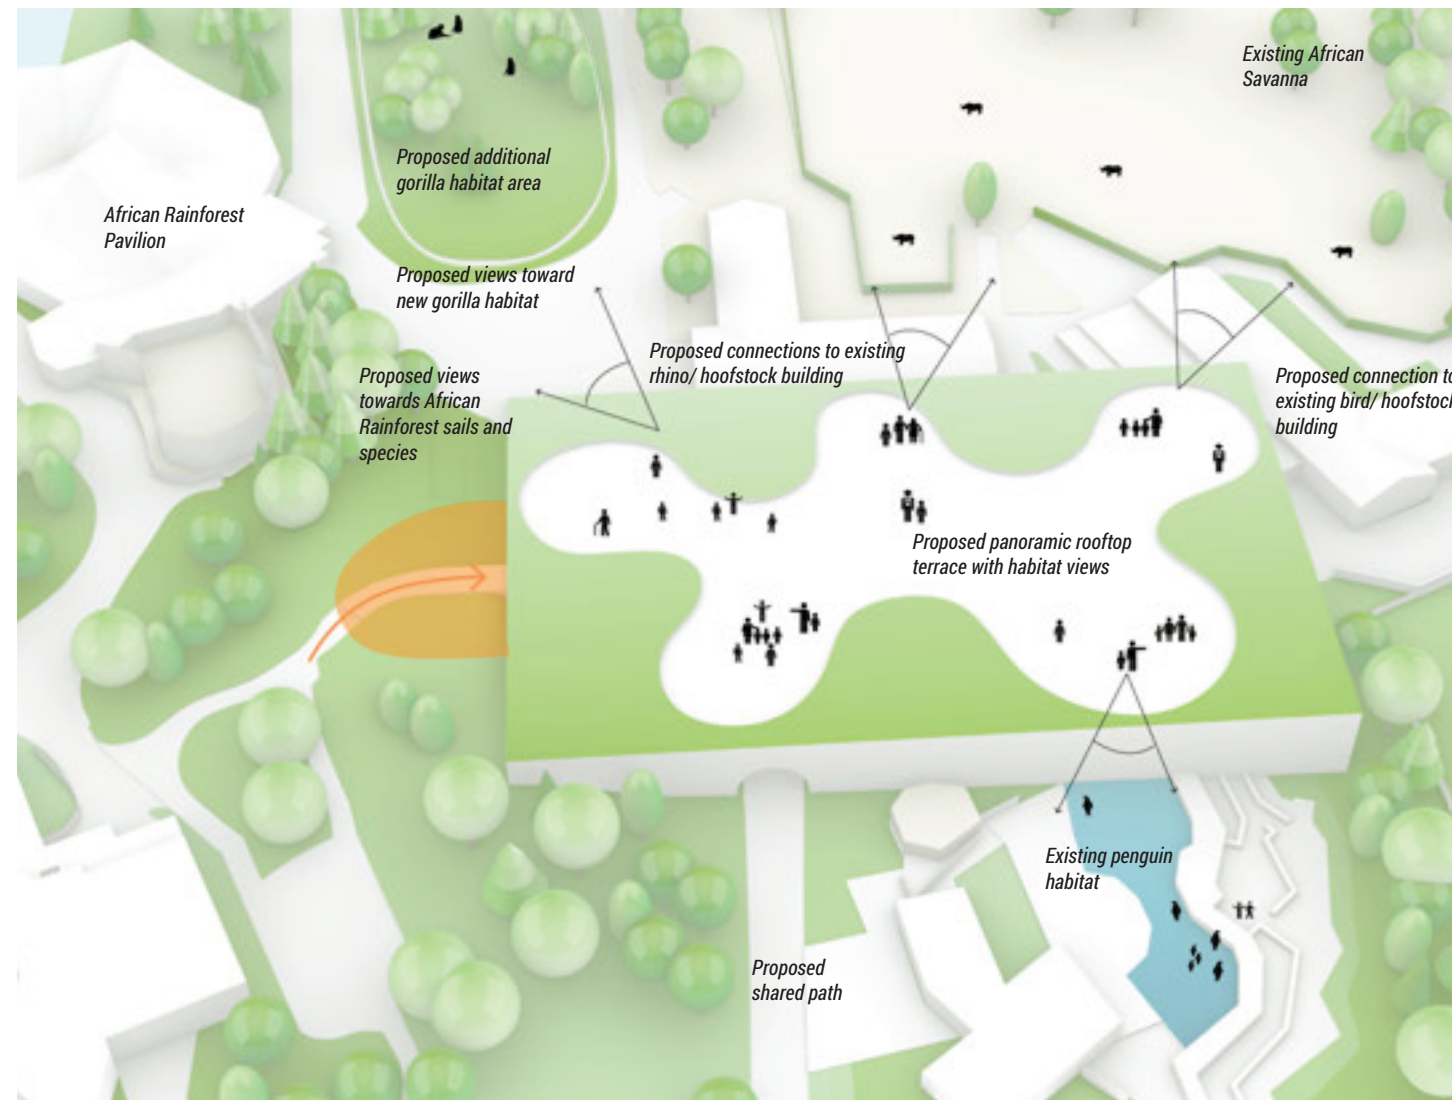 Existing African
Savanna
Proposed additional
gorilla habitat area
African Rainforest
Pavilion
Proposed views toward
new gorilla habitat
Proposed connections to existing
rhino/ hoofstock building
Proposed views
towards African
Rainforest sails and
species
Proposed connection to
existing bird/ hoofstock
building
Proposed panoramic rooftop
terrace with habitat views
Existing penguin
habitat
Proposed
shared path